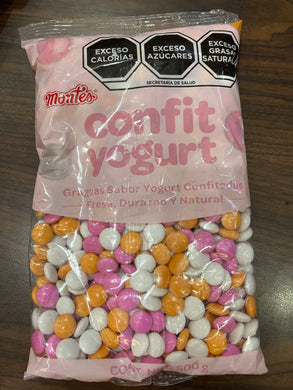 EXCESO CALORÍAS
EXCESO AZÚCARES
EXCESO GRASAS SATURADAS
SECRETARÍA DE SALUD
Montes
confit
yogurt
Grageas Sabor Yogurt Confitadas
Fresa, Durazno Y Natural
CONT. 500 g